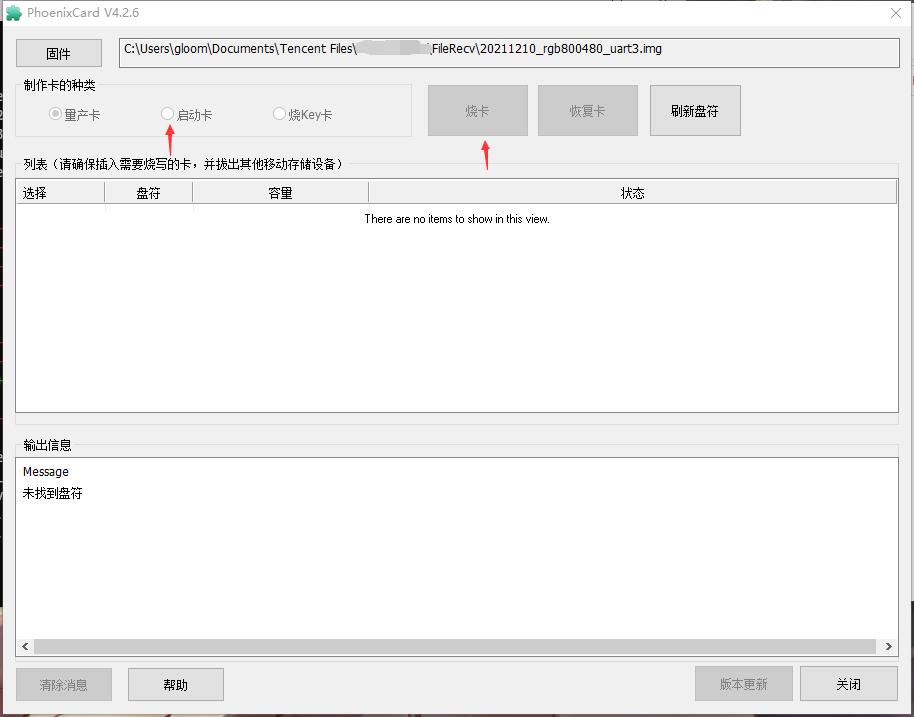 PhoenixCard V4.2.6
固件
C:\Users\gloom\Documents\Tencent Files\ \FileRecv\20211210_rgb800480_uart3.img
制作卡的种类
量产卡 启动卡 烧Key卡
烧卡 恢复卡 刷新盘符
列表（请确保插入需要烧写的卡，并拔出其他移动存储设备）
选择 盘符 容量 状态
There are no items to show in this view.
输出信息
Message
未找到盘符
清除消息 帮助 版本更新 关闭